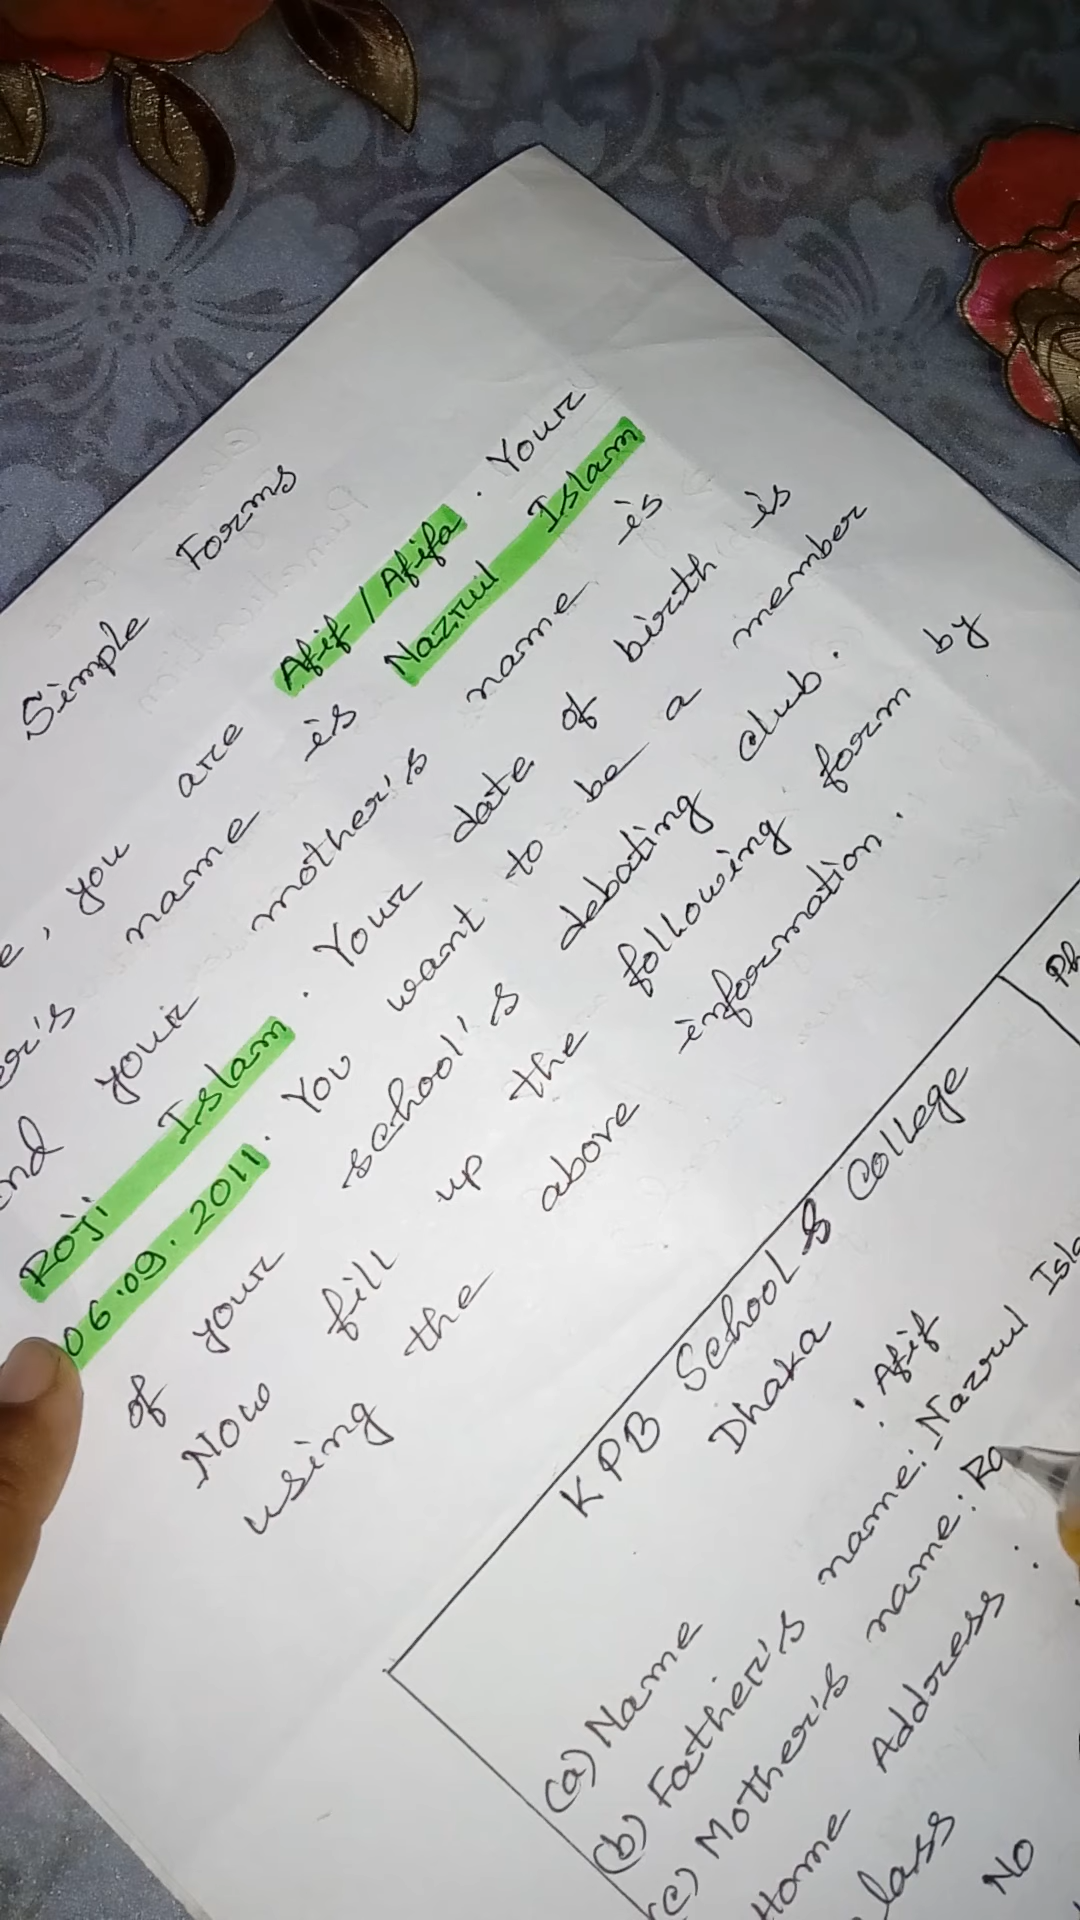 Simple Forms
you are Afif / Afifa. Your
name is Nazrul Islam
your mother's name is
Roji Islam. Your date of birth is
06.09.2011. You want to be a member
of your school's debating club.
Now fill up the following form by
using the above information.
KPB School & College
Dhaka
(a) Name : Afif
(b) Father's name: Nazrul
(c) Mother's name: Ro
Home Address :
No